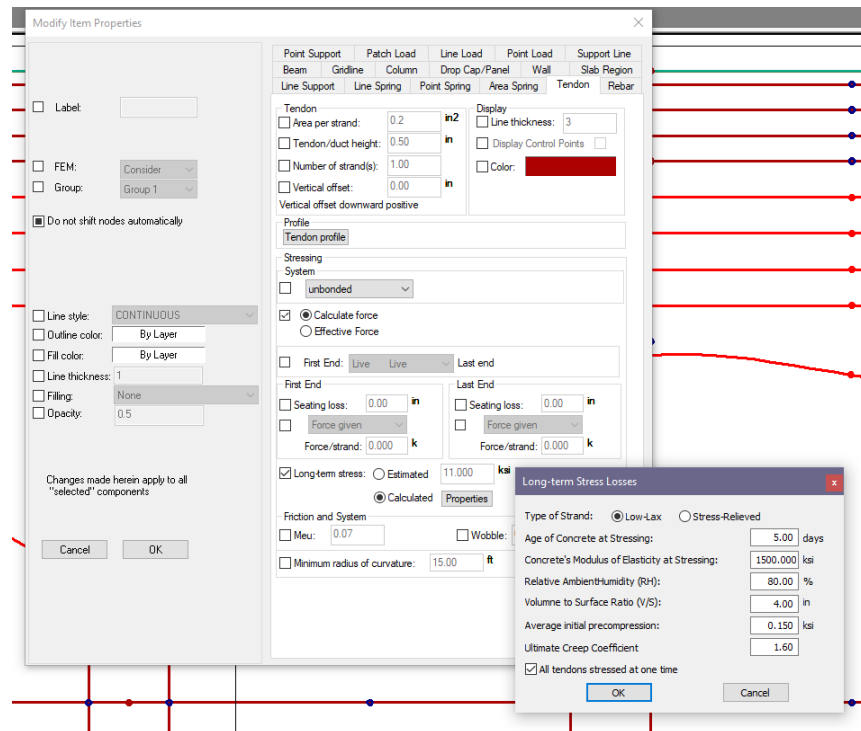 Modify Item Properties
Point Support Patch Load Line Load Point Load Support Line
Beam Gridline Column Drop Cap/Panel Wall Slab Region
Line Support Line Spring Point Spring Area Spring Tendon Rebar
Label:
FEM: Consider
Group: Group 1
Do not shift nodes automatically
Line style: CONTINUOUS
Outline color: By Layer
Fill color: By Layer
Line thickness: 1
Filling: None
Opacity: 0.5
Changes made herein apply to all
"selected" components
Cancel OK
Tendon
Area per strand: 0.2 in2
Tendon/duct height: 0.50 in
Number of strand(s): 1.00
Vertical offset: 0.00 in
Vertical offset downward positive
Display
Line thickness: 3
Display Control Points
Color:
Profile
Tendon profile
Stressing
System
unbonded
Calculate force
Effective Force
First End: Live Live Last end
First End
Seating loss: 0.00 in
Force given
Force/strand: 0.000 k
Last End
Seating loss: 0.00 in
Force given
Force/strand: 0.000 k
Long-term stress: Estimated 11.000 ksi
Calculated Properties
Friction and System
Meu: 0.07 Wobble:
Minimum radius of curvature: 15.00 ft
Long-term Stress Losses
x
Type of Strand: Low-Lax Stress-Relieved
Age of Concrete at Stressing: 5.00 days
Concrete's Modulus of Elasticity at Stressing: 1500.000 ksi
Relative AmbientHumidity (RH): 80.00 %
Volumne to Surface Ratio (V/S): 4.00 in
Average initial precompression: 0.150 ksi
Ultimate Creep Coefficient 1.60
All tendons stressed at one time
OK Cancel